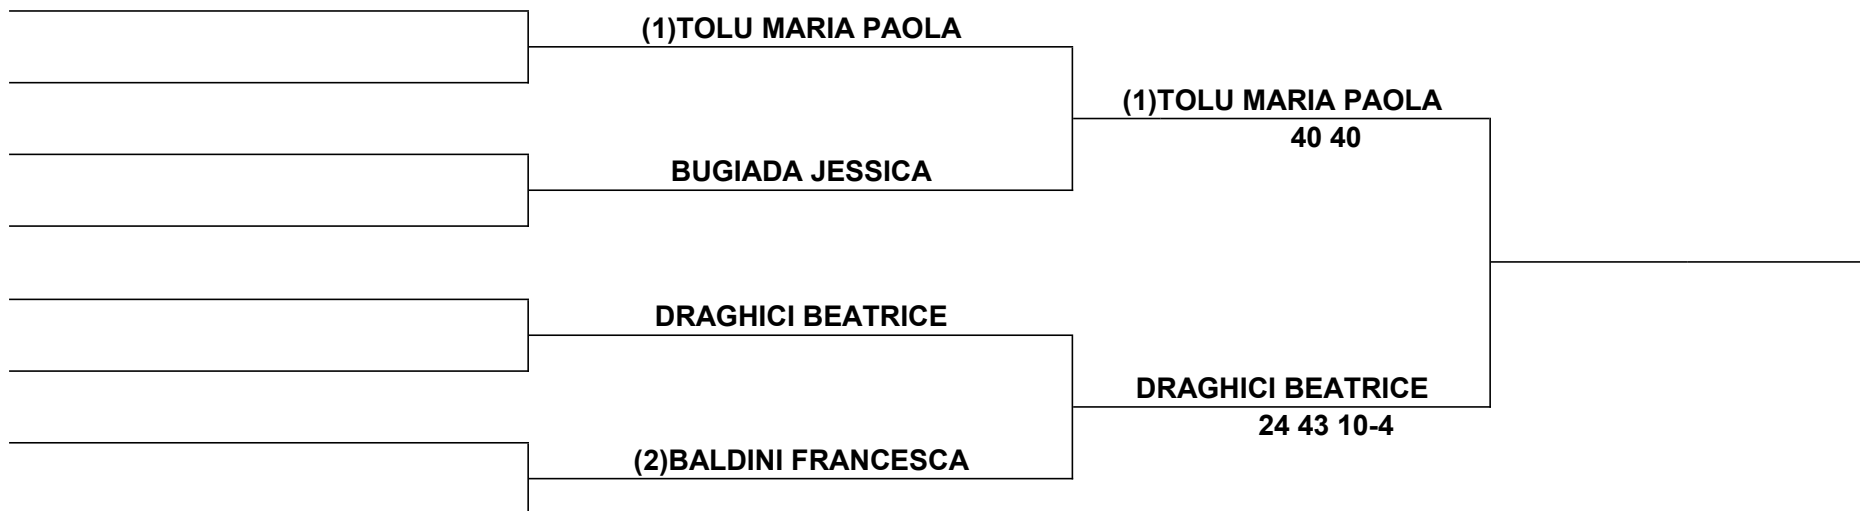 (1)TOLU MARIA PAOLA
(1)TOLU MARIA PAOLA
40 40
BUGIADA JESSICA
DRAGHICI BEATRICE
DRAGHICI BEATRICE
24 43 10-4
(2)BALDINI FRANCESCA